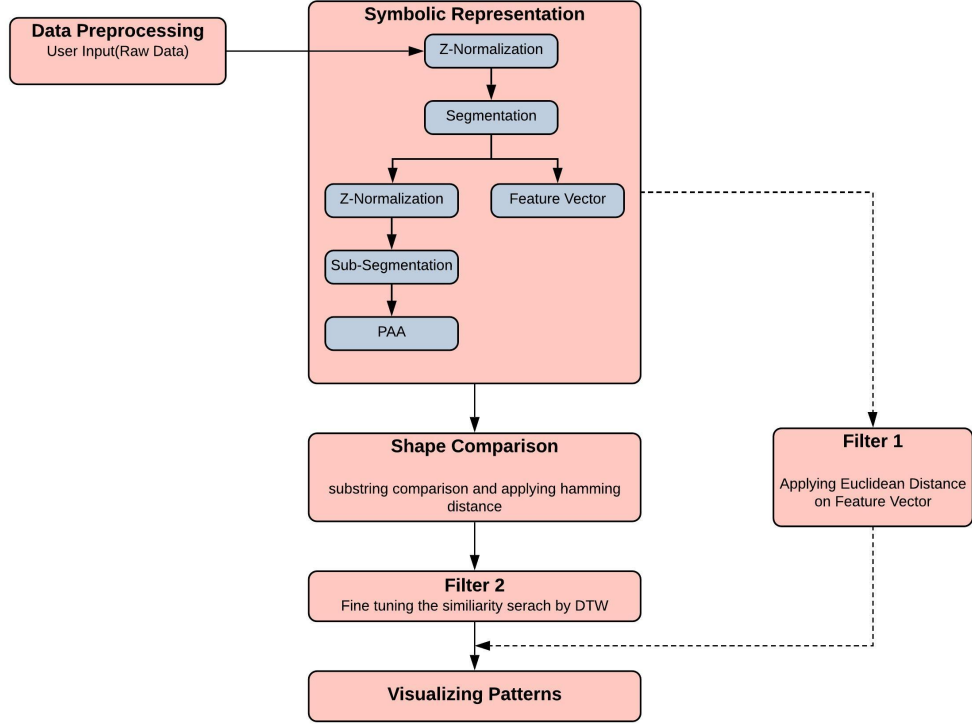 Data Preprocessing
User Input(Raw Data)
Symbolic Representation
Z-Normalization
Segmentation
Z-Normalization
Feature Vector
Sub-Segmentation
PAA
Shape Comparison
substring comparison and applying hamming
distance
Filter 1
Applying Euclidean Distance
on Feature Vector
Filter 2
Fine tuning the similiarity serach by DTW
Visualizing Patterns